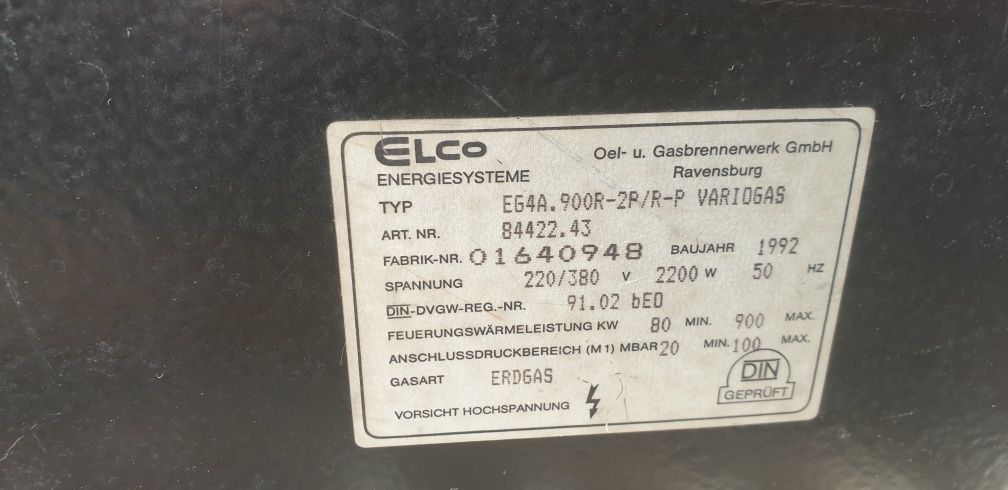 ELCO
Oel- u. Gasbrennerwerk GmbH
ENERGIESYSTEME
Ravensburg
TYP EG4A.900R-2P/R-P VARIOGAS
ART. NR. 84422.43
FABRIK-NR. 01640948 BAUJAHR 1992
SPANNUNG 220/380 V 2200 W 50 HZ
DIN-DVGW-REG.-NR. 91.02 bEO
FEUERUNGSWÄRMELEISTUNG KW 80 MIN. 900 MAX.
ANSCHLUSSDRUCKBEREICH (M1) MBAR 20 MIN. 100 MAX.
GASART ERDGAS
VORSICHT HOCHSPANNUNG
DIN
GEPRÜFT